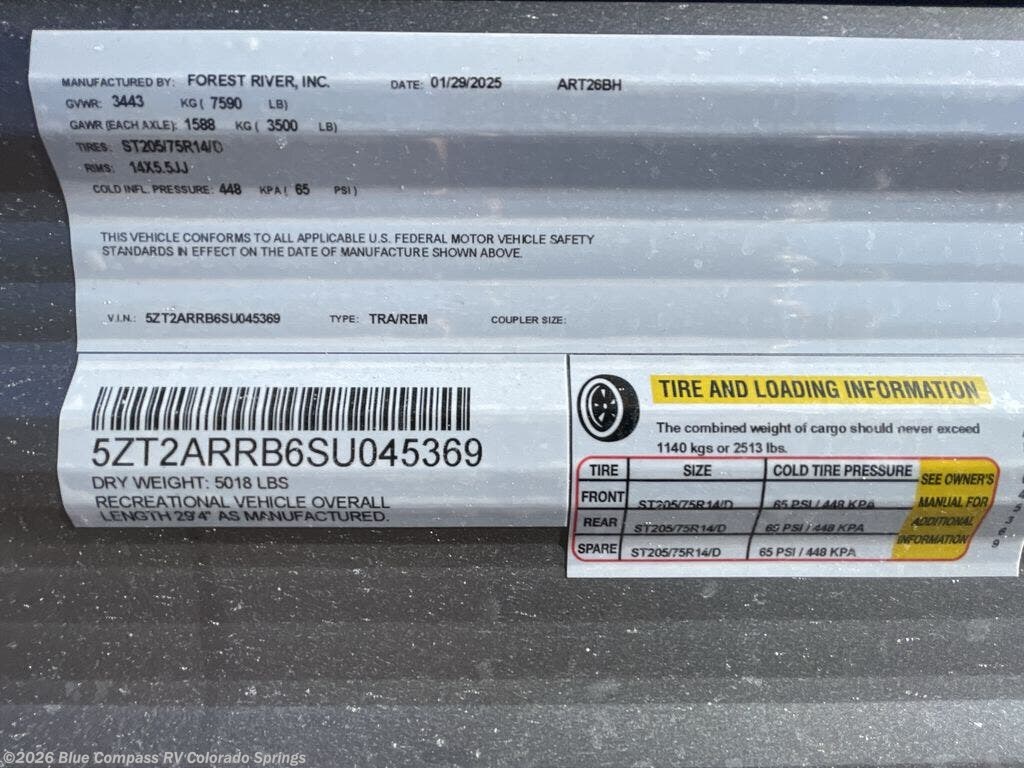 MANUFACTURED BY: FOREST RIVER, INC. DATE: 01/29/2025 ART26BH
GVWR: 3443 KG ( 7590 LB)
GAWR (EACH AXLE): 1588 KG ( 3500 LB)
TIRES: ST205/75R14/D
RIMS: 14X5.5JJ
COLD INFL. PRESSURE: 448 KPA ( 65 PSI )
THIS VEHICLE CONFORMS TO ALL APPLICABLE U.S. FEDERAL MOTOR VEHICLE SAFETY
STANDARDS IN EFFECT ON THE DATE OF MANUFACTURE SHOWN ABOVE.
V.I.N.: 5ZT2ARRB6SU045369 TYPE: TRA/REM COUPLER SIZE:
5ZT2ARRB6SU045369
DRY WEIGHT: 5018 LBS
RECREATIONAL VEHICLE OVERALL
LENGTH 29'4" AS MANUFACTURED.
TIRE AND LOADING INFORMATION
The combined weight of cargo should never exceed
1140 kgs or 2513 lbs.
TIRE SIZE COLD TIRE PRESSURE
FRONT ST205/75R14/D 65 PSI / 448 KPA
REAR ST205/75R14/D 65 PSI / 448 KPA
SPARE ST205/75R14/D 65 PSI / 448 KPA
SEE OWNER'S
MANUAL FOR
ADDITIONAL
INFORMATION
©2026 Blue Compass RV Colorado Springs